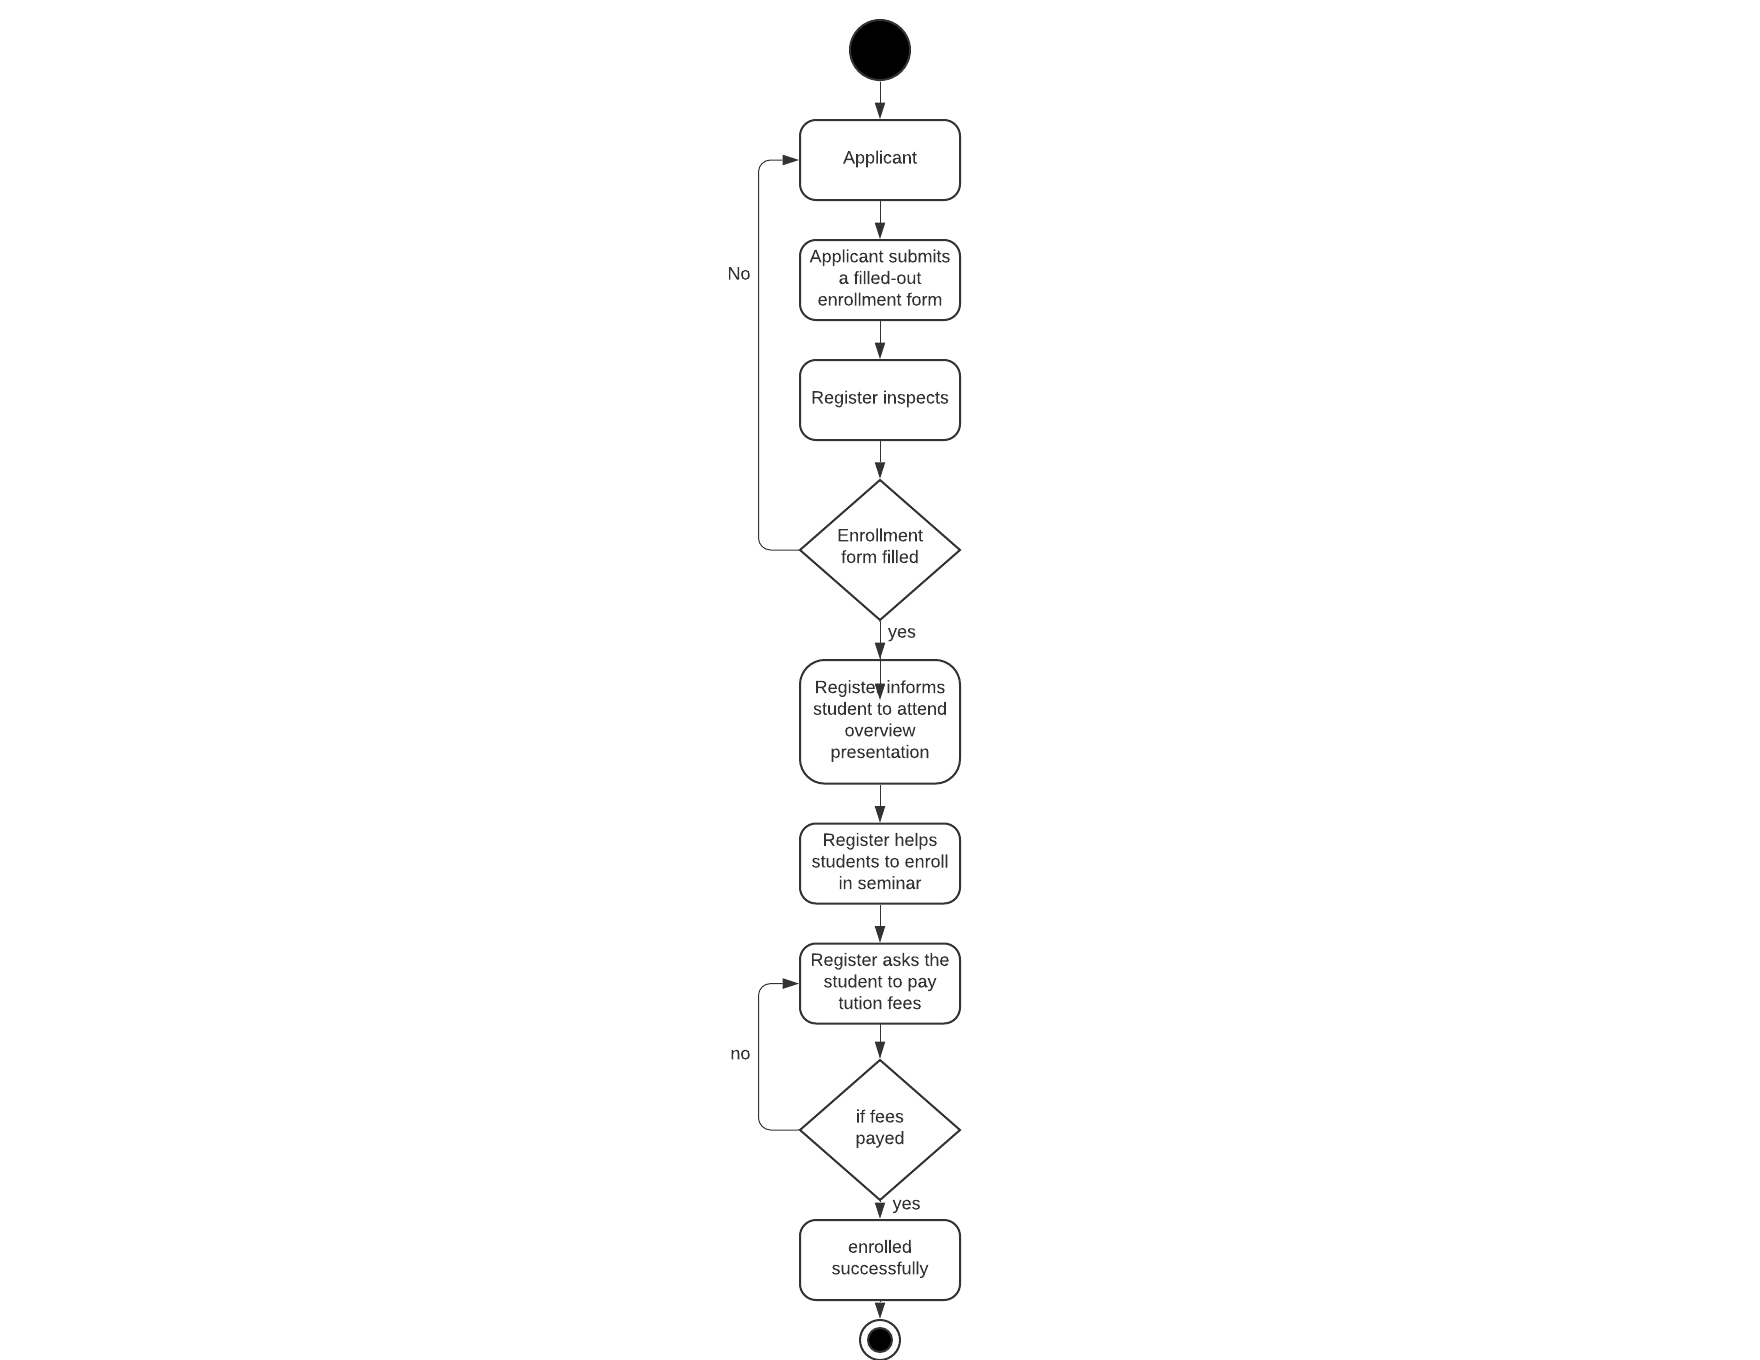 Applicant
No
Applicant submits
a filled-out
enrollment form
Register inspects
Enrollment
form filled
yes
Register informs
student to attend
overview
presentation
Register helps
students to enroll
in seminar
Register asks the
student to pay
tution fees
no
if fees
payed
yes
enrolled
successfully